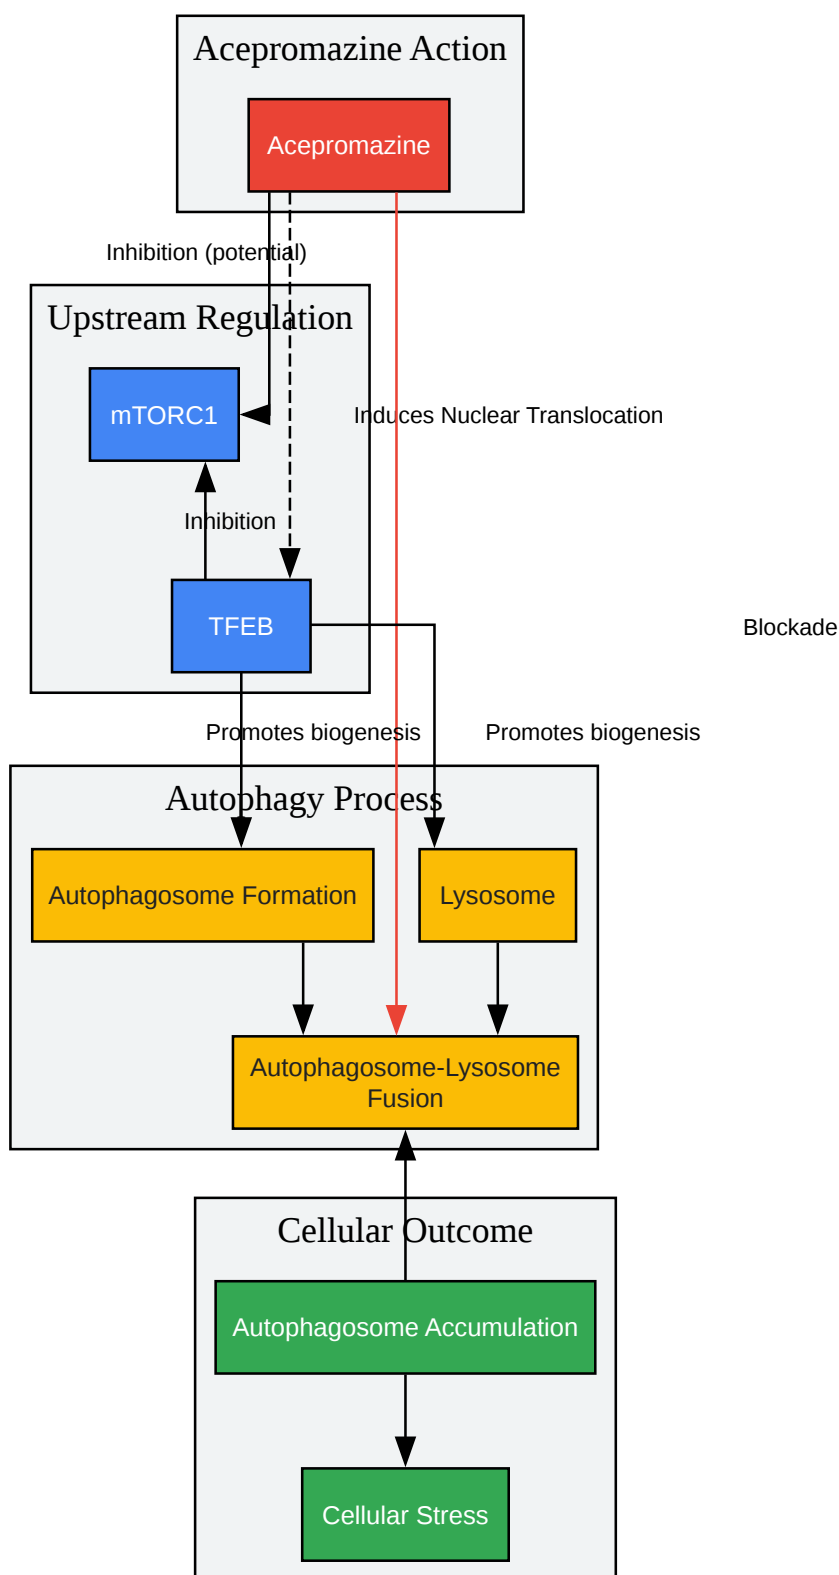 Acepromazine Action
Acepromazine
Inhibition (potential)
Upstream Regulation
mTORC1
Induces Nuclear Translocation
Inhibition
TFEB
Blockade
Promotes biogenesis
Promotes biogenesis
Autophagy Process
Autophagosome Formation
Lysosome
Autophagosome-Lysosome
Fusion
Cellular Outcome
Autophagosome Accumulation
Cellular Stress